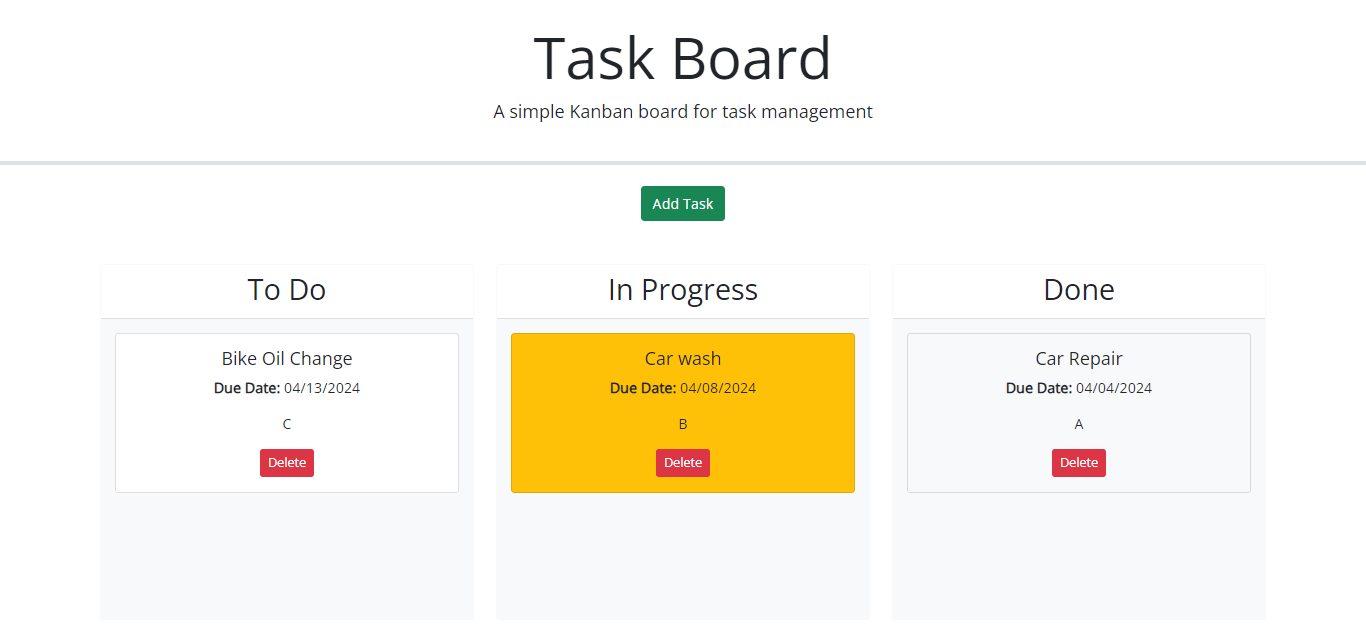 Task Board
A simple Kanban board for task management
Add Task
To Do
Bike Oil Change
Due Date: 04/13/2024
C
Delete
In Progress
Car wash
Due Date: 04/08/2024
B
Delete
Done
Car Repair
Due Date: 04/04/2024
A
Delete